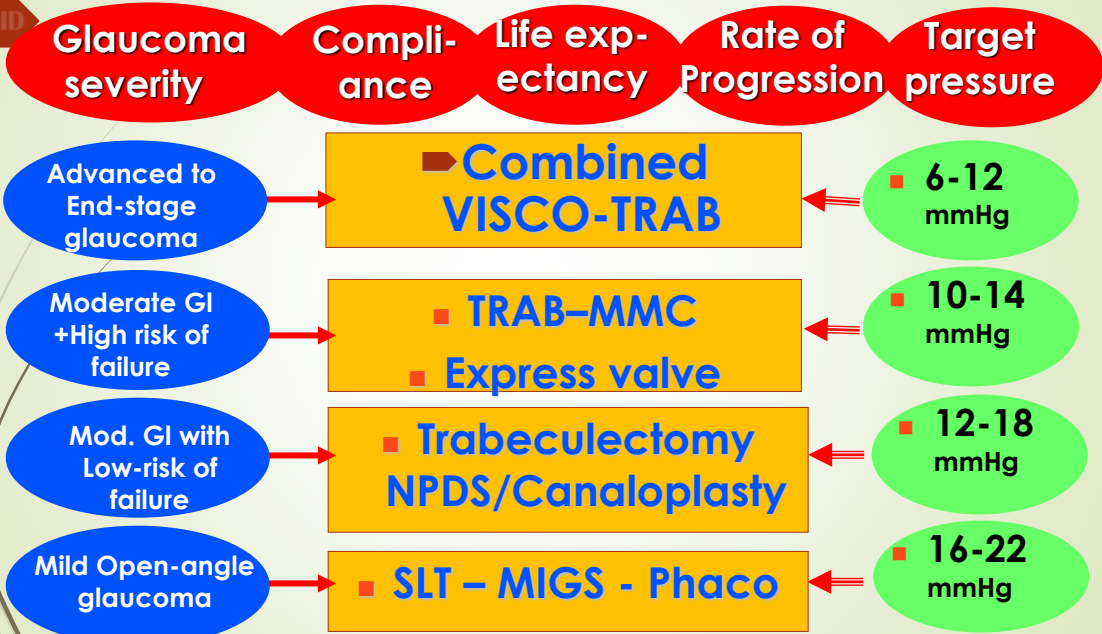 ID
Glaucoma
severity
Compli-
ance
Life exp-
ectancy
Rate of
Progression
Target
pressure
Advanced to
End-stage
glaucoma
Combined
VISCO-TRAB
6-12
mmHg
Moderate Gl
+High risk of
failure
TRAB–MMC
Express valve
10-14
mmHg
Mod. Gl with
Low-risk of
failure
Trabeculectomy
NPDS/Canaloplasty
12-18
mmHg
Mild Open-angle
glaucoma
SLT – MIGS - Phaco
16-22
mmHg